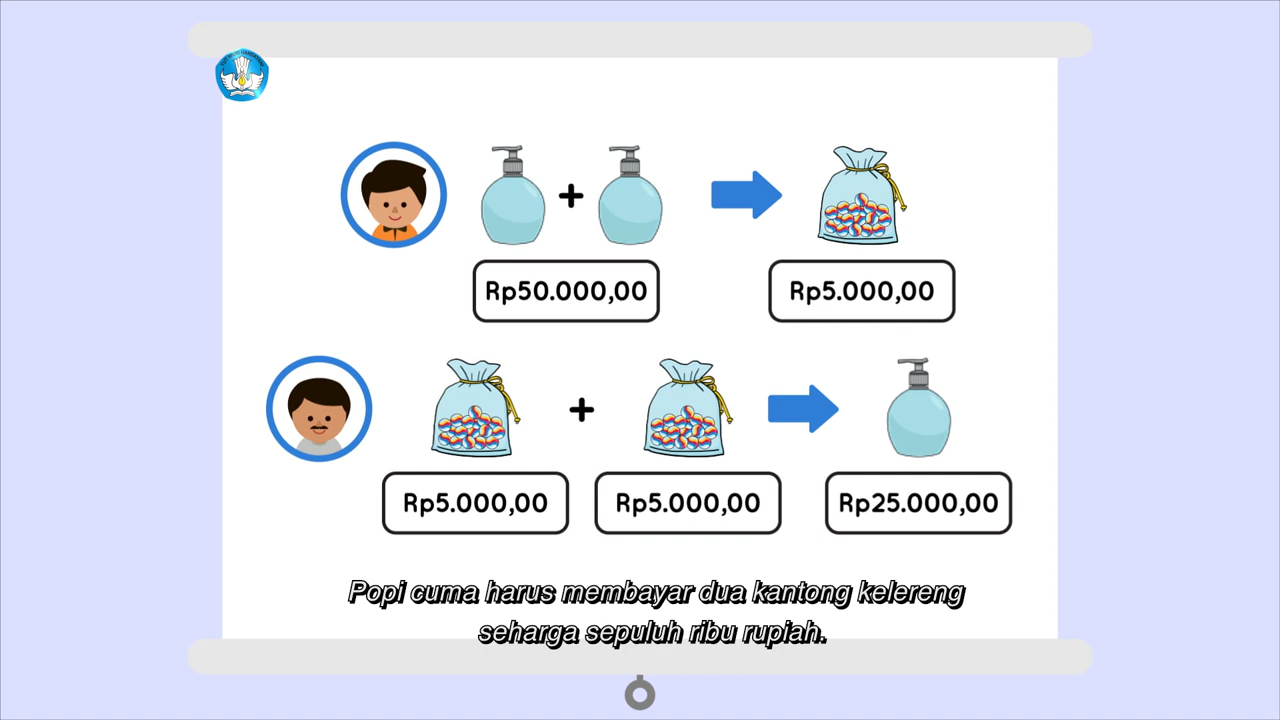 Rp50.000,00
Rp5.000,00
Rp5.000,00
Rp5.000,00
Rp25.000,00
Popi cuma harus membayar dua kantong kelereng
seharga sepuluh ribu rupiah.